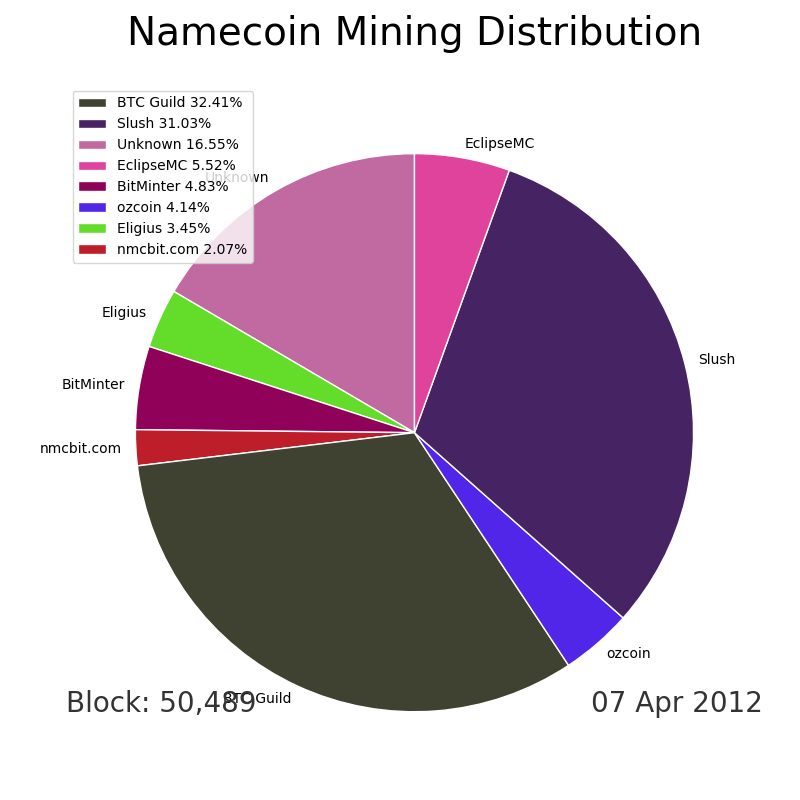 Namecoin Mining Distribution
BTC Guild 32.41%
Slush 31.03%
Unknown 16.55%
EclipseMC 5.52%
BitMinter 4.83%
ozcoin 4.14%
Eligius 3.45%
nmcbit.com 2.07%
EclipseMC
Unknown
Eligius
Slush
BitMinter
nmcbit.com
ozcoin
BTC Guild
Block: 50,489
07 Apr 2012